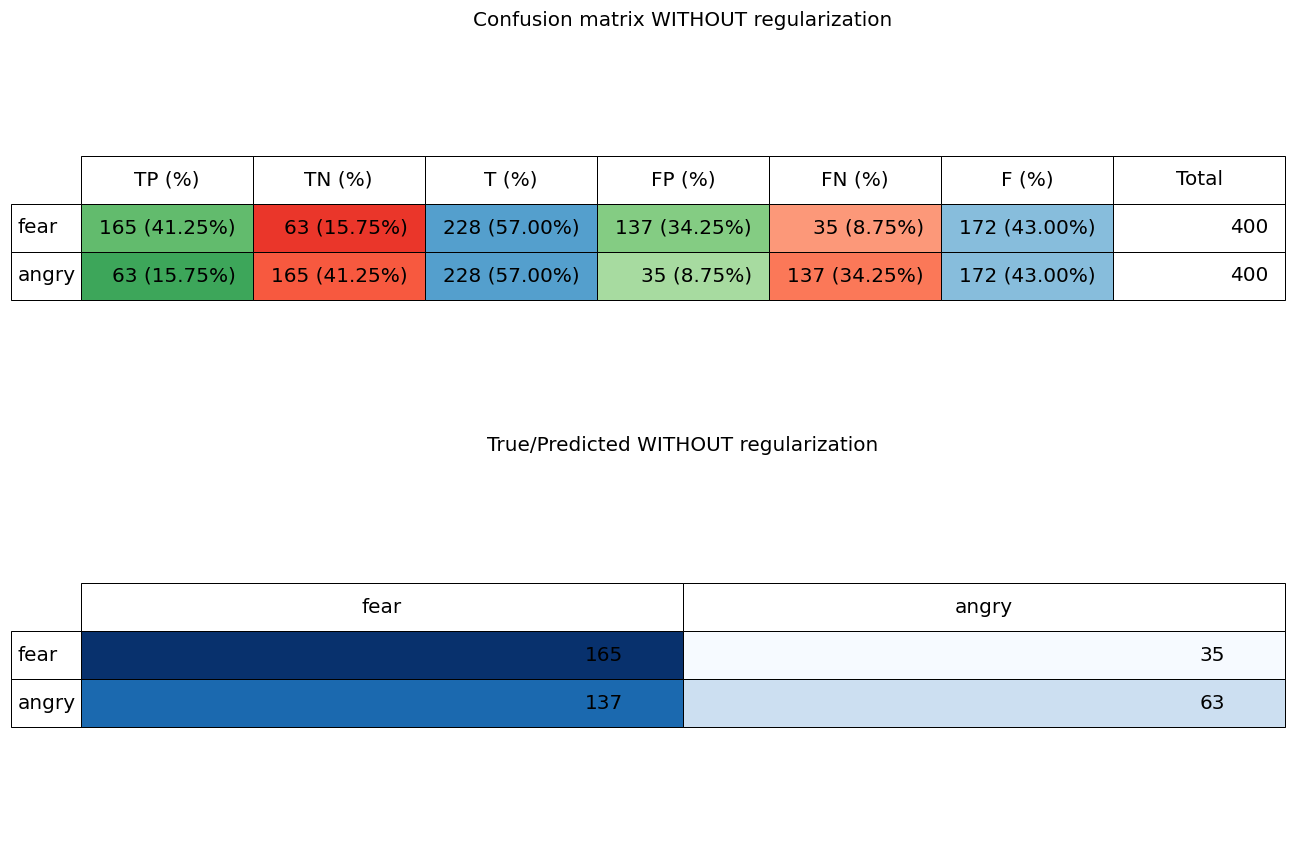 Confusion matrix WITHOUT regularization
TP (%) TN (%) T (%) FP (%) FN (%) F (%) Total
fear 165 (41.25%) 63 (15.75%) 228 (57.00%) 137 (34.25%) 35 (8.75%) 172 (43.00%) 400
angry 63 (15.75%) 165 (41.25%) 228 (57.00%) 35 (8.75%) 137 (34.25%) 172 (43.00%) 400
True/Predicted WITHOUT regularization
fear angry
fear 165 35
angry 137 63